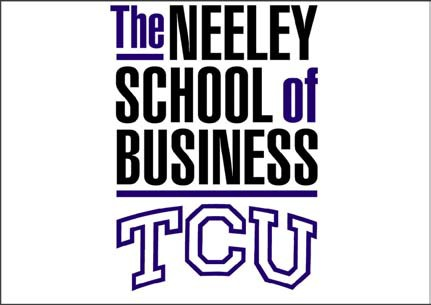 The NEELEY
SCHOOL of
BUSINESS
TCU